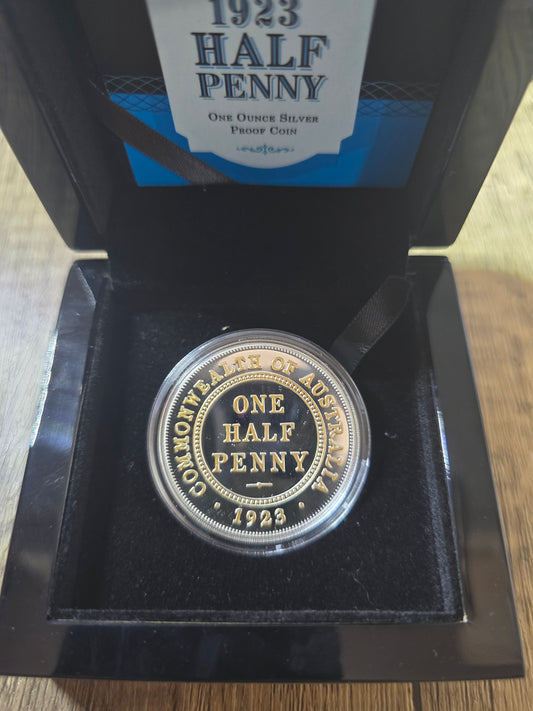 1923
HALF
PENNY
ONE OUNCE SILVER
PROOF COIN
COMMONWEALTH OF AUSTRALIA
ONE
HALF
PENNY
· 1923 ·